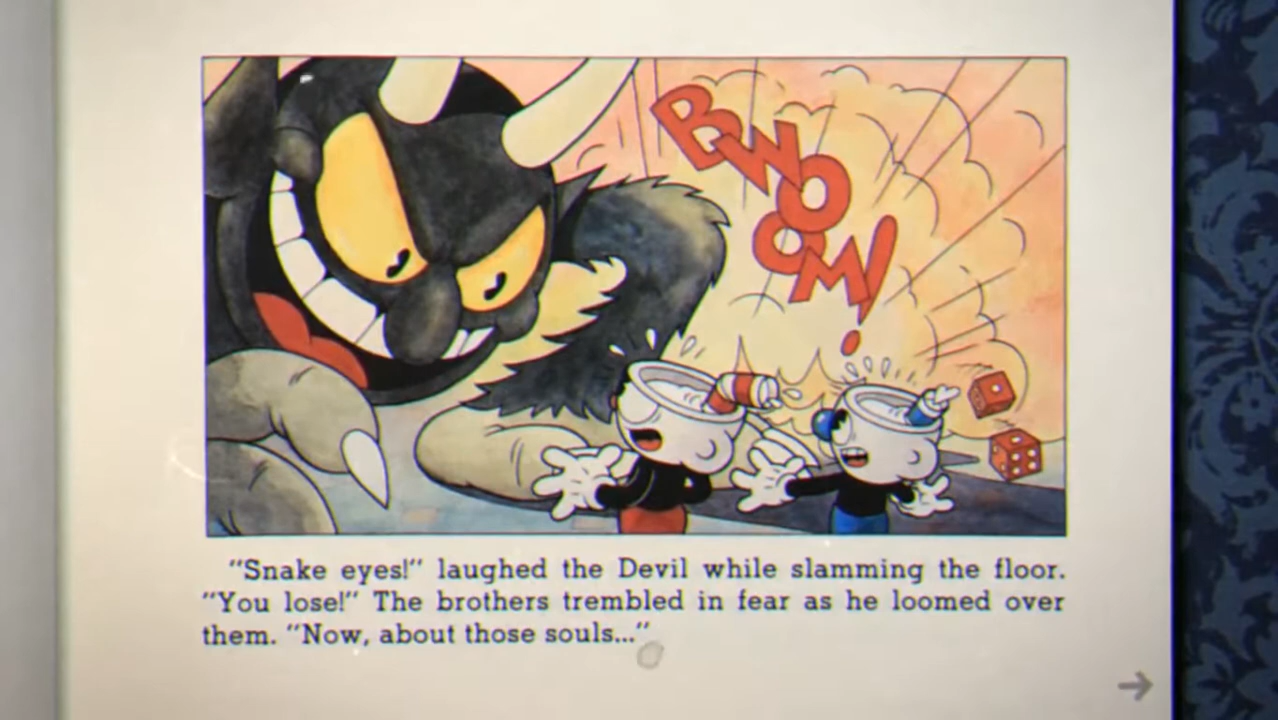 BWOOM!
“Snake eyes!” laughed the Devil while slamming the floor.
“You lose!” The brothers trembled in fear as he loomed over
them. “Now, about those souls...”